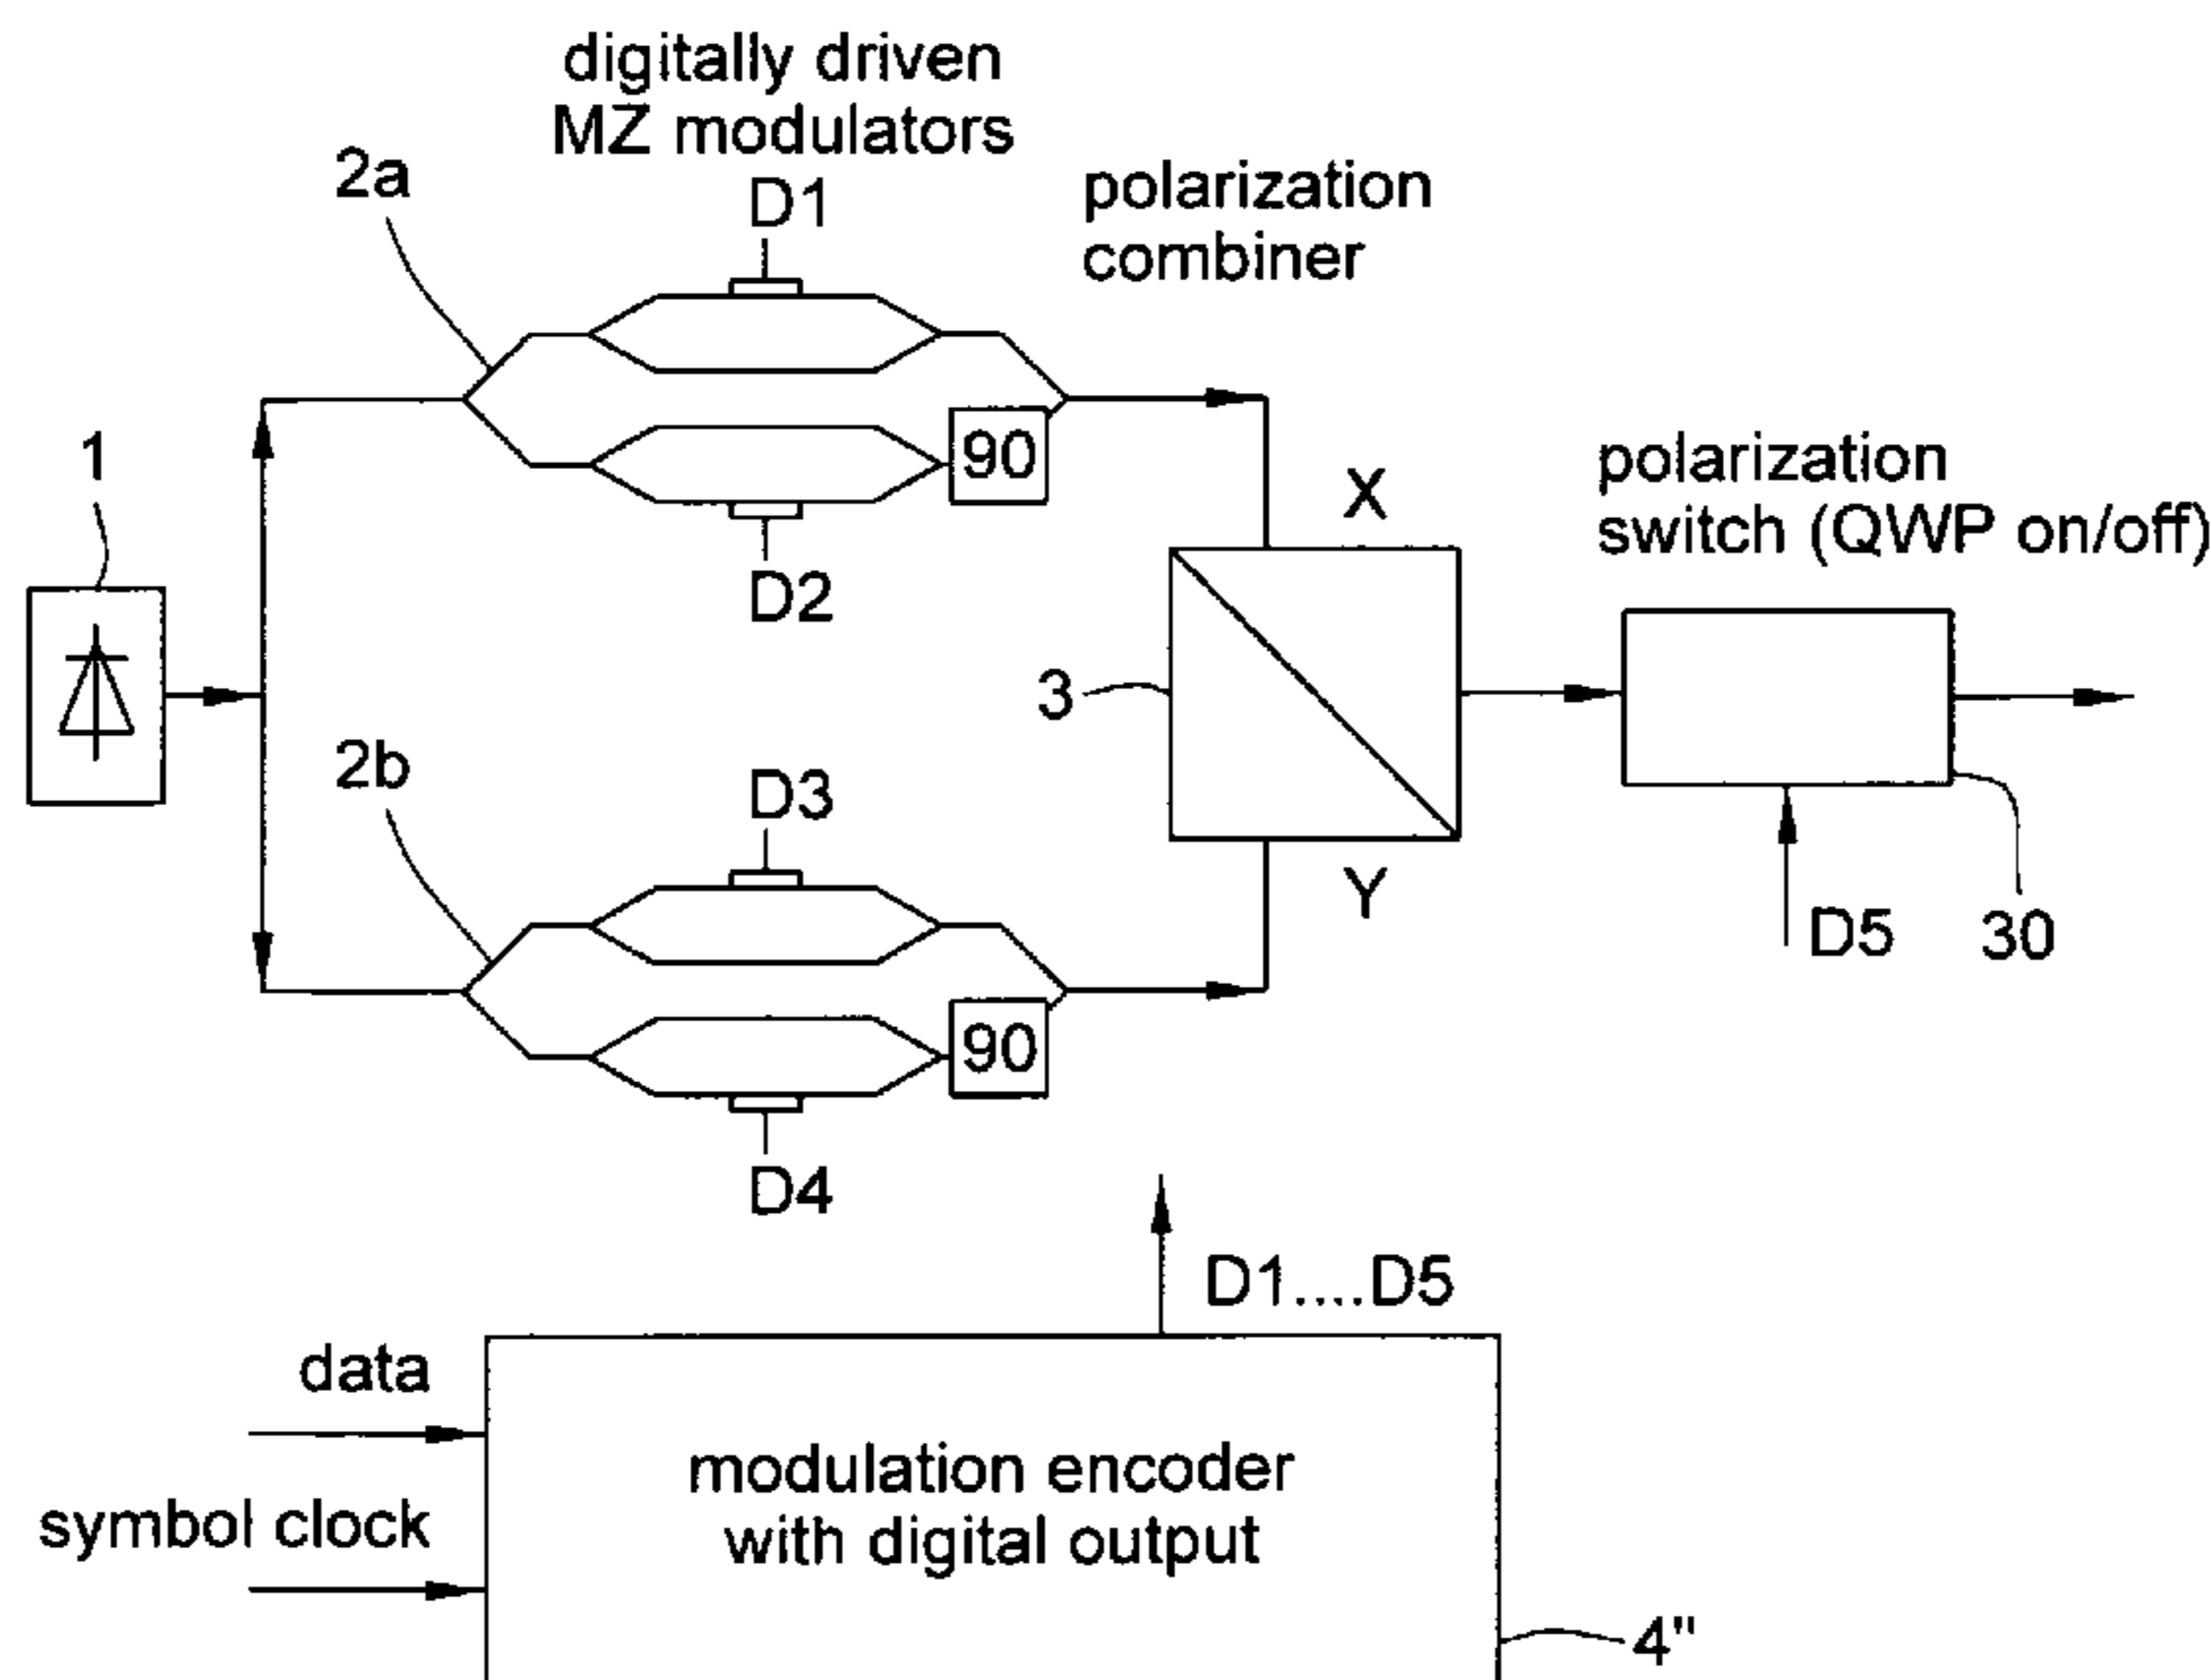 digitally driven
MZ modulators
2a
D1
polarization
combiner
1
90
X
polarization
switch (QWP on/off)
D2
3
2b
D3
Y
D5
30
90
D4
D1....D5
data
modulation encoder
with digital output
symbol clock
4"